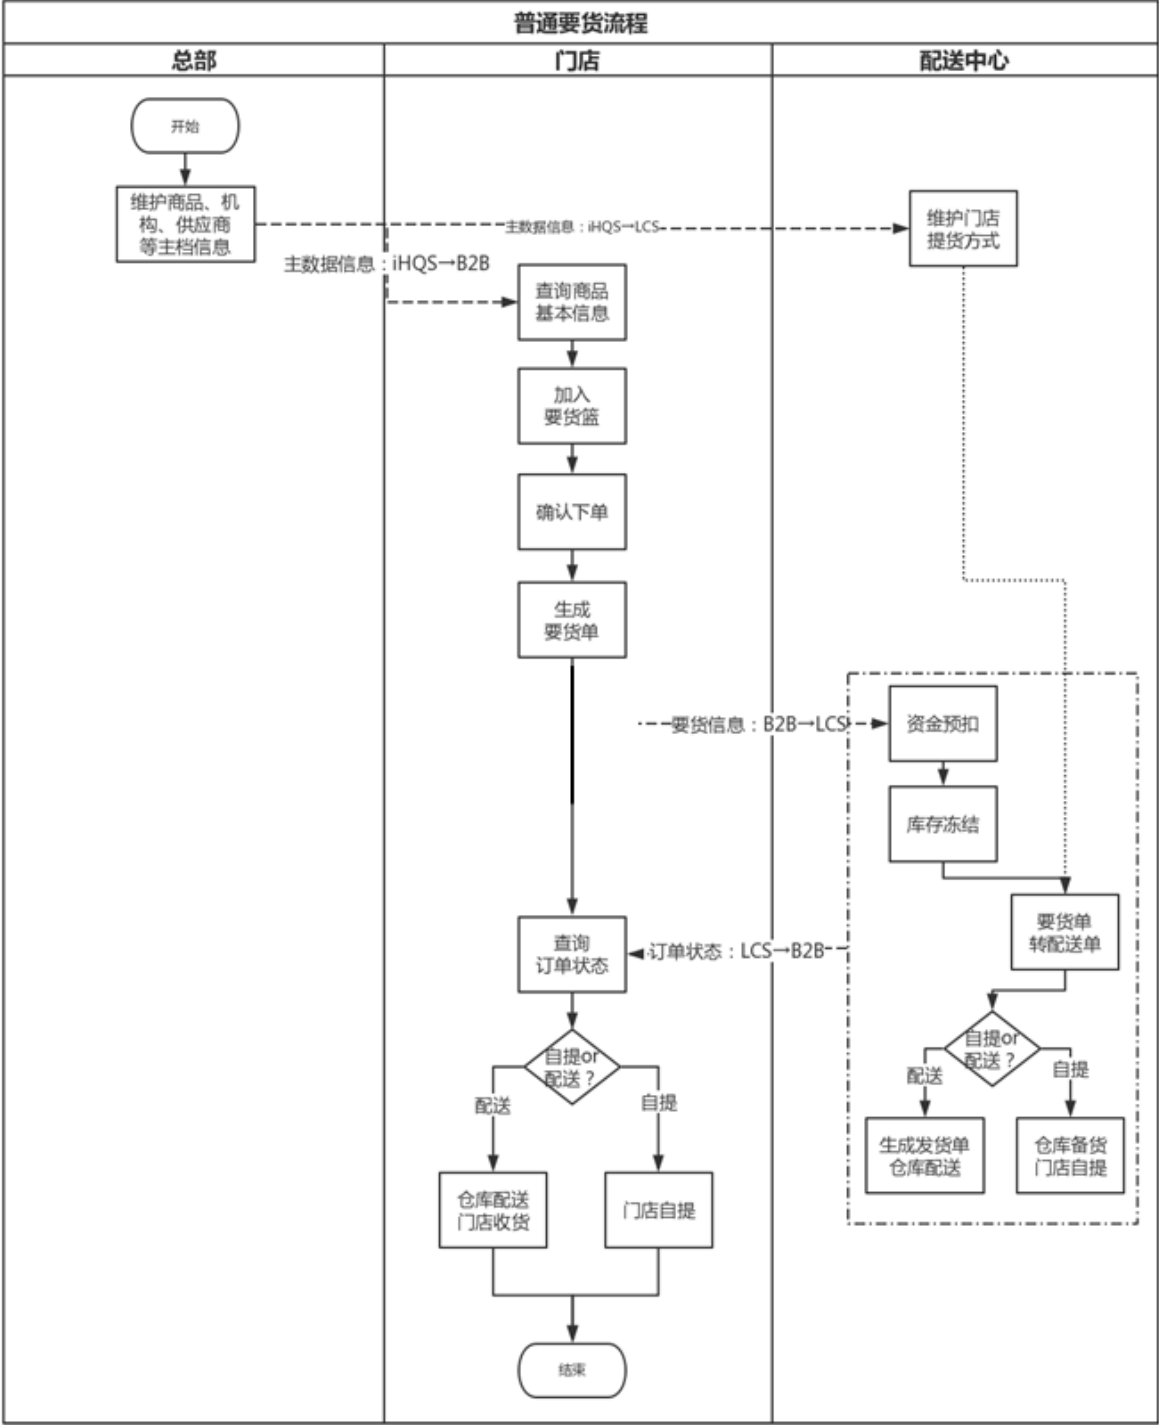 普通要货流程
总部
门店
配送中心
开始
维护商品、机
构、供应商
等主档信息
主数据信息：iHQS→LCS
维护门店
提货方式
主数据信息：iHQS→B2B
查询商品
基本信息
加入
要货篮
确认下单
生成
要货单
要货信息：B2B→LCS
资金预扣
库存冻结
要货单
转配送单
查询
订单状态
订单状态：LCS→B2B
自提or
配送？
配送
自提
生成发货单
仓库配送
仓库备货
门店自提
自提or
配送？
配送
自提
仓库配送
门店收货
门店自提
结束